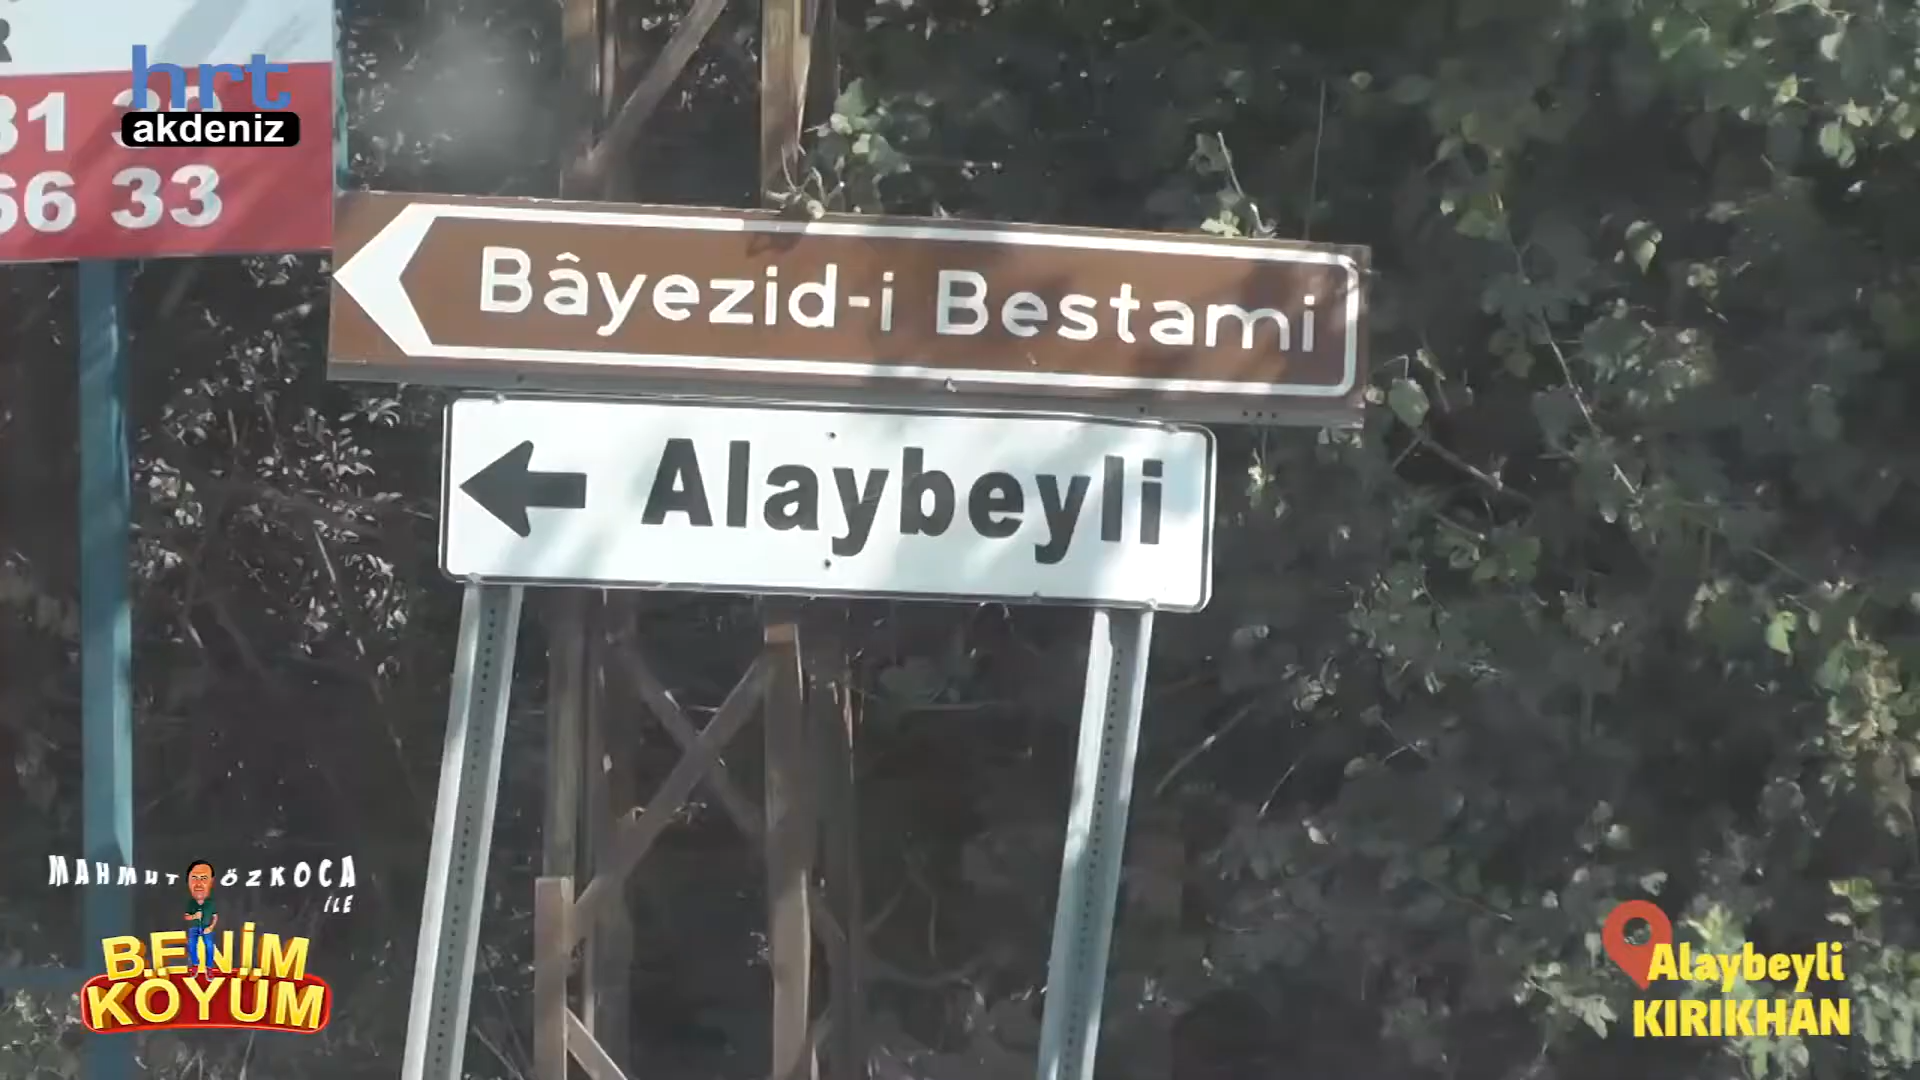 hrt
akdeniz
66 33
Bâyezid-i Bestami
Alaybeyli
MAHMUT ÖZKOCA
İLE
BENİM
KÖYÜM
Alaybeyli
KIRIKHAN